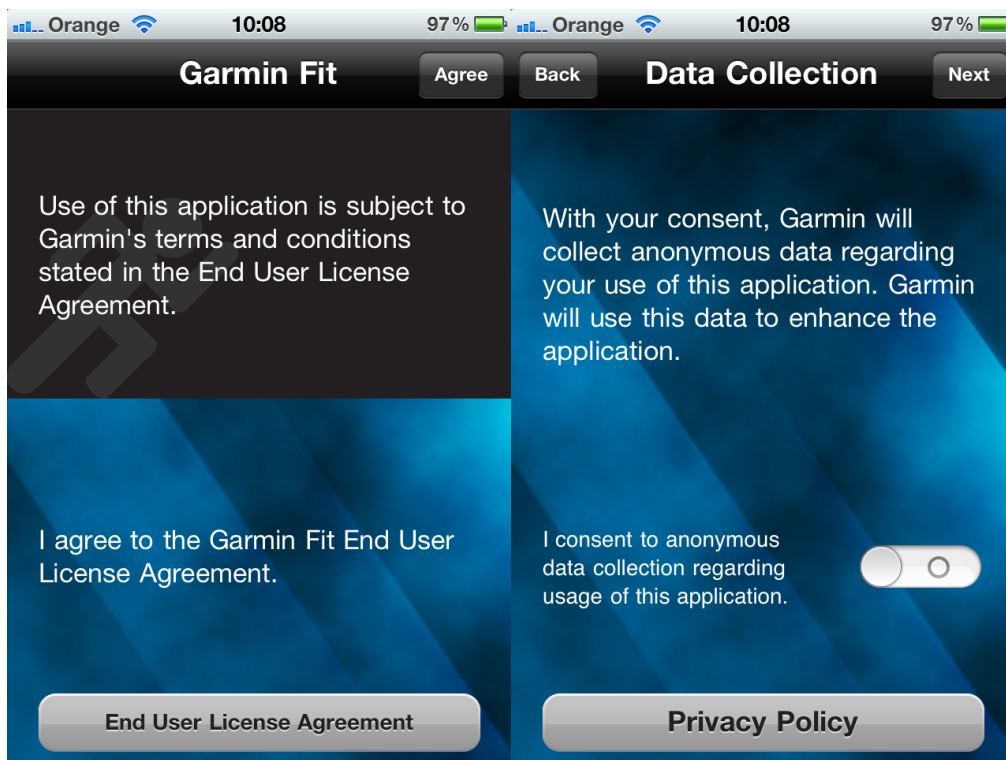 Orange 10:08 97%
Garmin Fit Agree
Use of this application is subject to
Garmin's terms and conditions
stated in the End User License
Agreement.
I agree to the Garmin Fit End User
License Agreement.
End User License Agreement
Orange 10:08 97%
Back Data Collection Next
With your consent, Garmin will
collect anonymous data regarding
your use of this application. Garmin
will use this data to enhance the
application.
I consent to anonymous
data collection regarding
usage of this application.
Privacy Policy